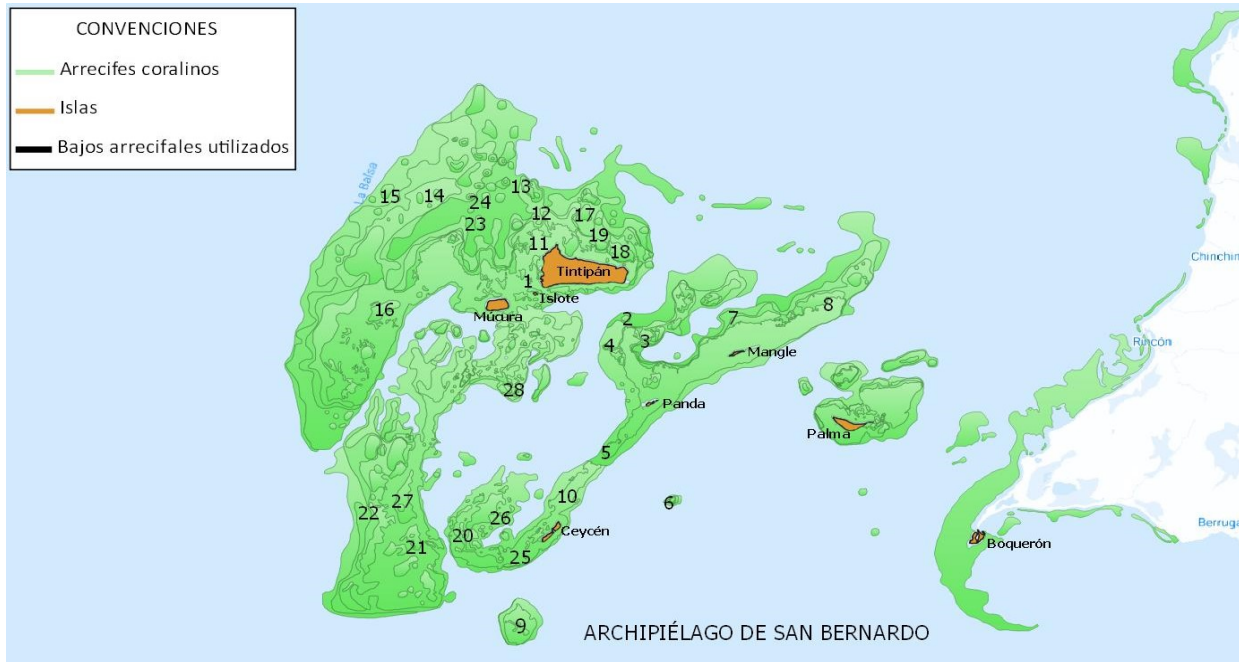 CONVENCIONES
Arrecifes coralinos
Islas
Bajos arrecifales utilizados
La Balsa
13
15
14
24
12
17
23
19
11
18
Tintipán
Chinchim
1
Islote
16
Múcura
2
7
8
4
3
Mangle
Rincón
28
Panda
Palma
5
10
6
27
22
26
Ceycén
20
21
25
Berruga
Boquerón
9
ARCHIPIÉLAGO DE SAN BERNARDO